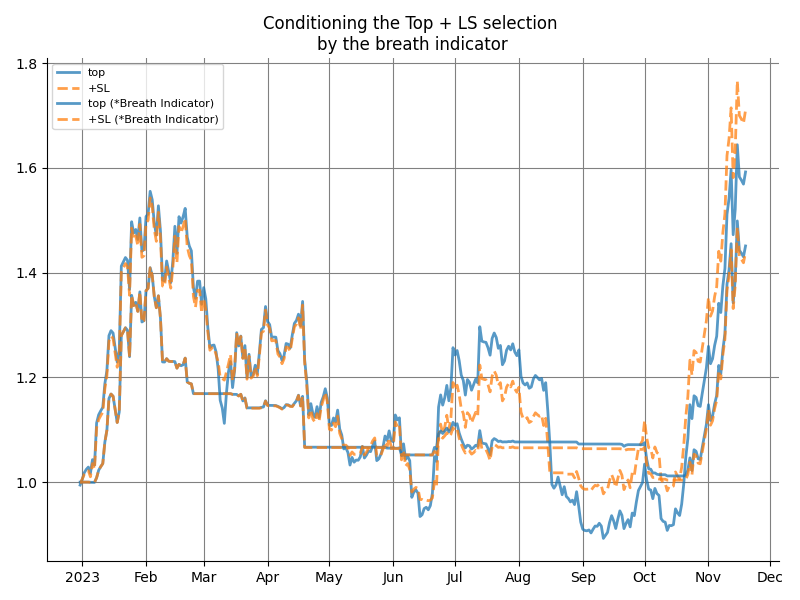 Conditioning the Top + LS selection
by the breath indicator
1.8
top
+SL
top (*Breath Indicator)
+SL (*Breath Indicator)
1.6
1.4
1.2
1.0
2023 Feb Mar Apr May Jun Jul Aug Sep Oct Nov Dec